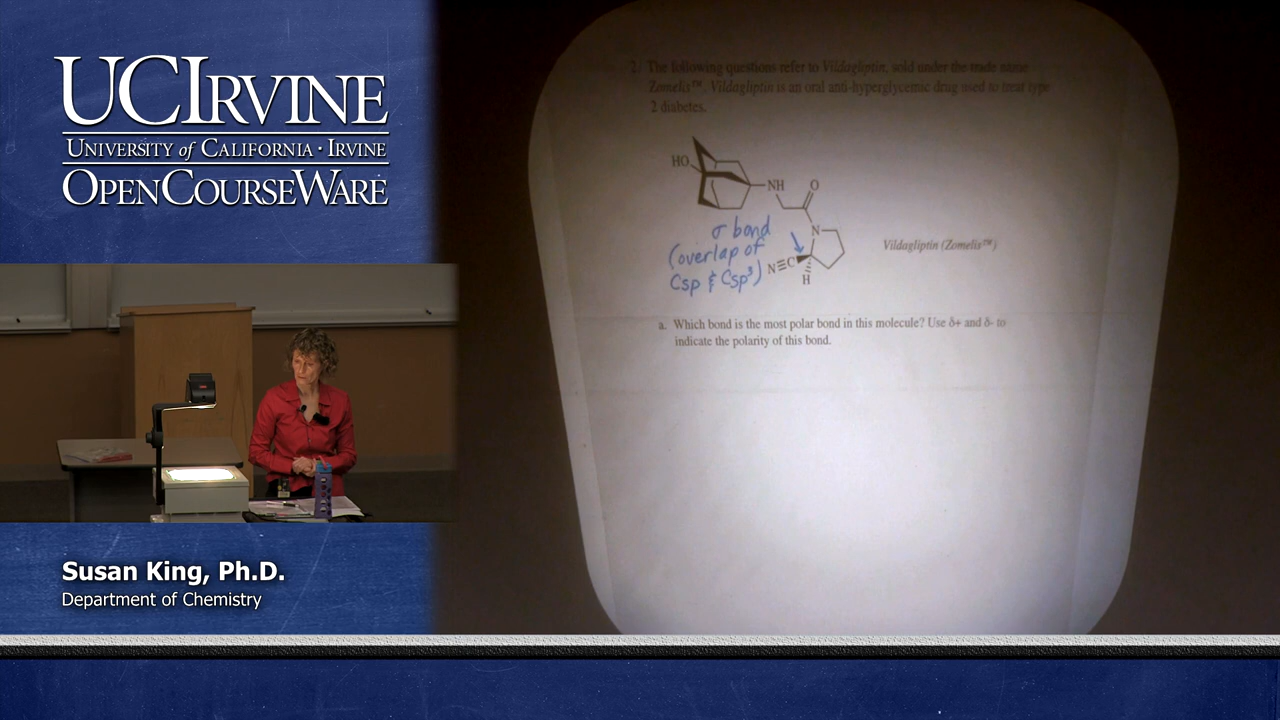 UCIRVINE
UNIVERSITY of CALIFORNIA · IRVINE
OPENCOURSEWARE
2. The following questions refer to Vildagliptin, sold under the trade name
Zomelis™. Vildagliptin is an oral anti-hyperglycemic drug used to treat type
2 diabetes.
HO
NH
O
N
N≡C
H
σ bond
(overlap of
Csp & Csp³)
Vildagliptin (Zomelis™)
a. Which bond is the most polar bond in this molecule? Use δ+ and δ- to
indicate the polarity of this bond.
Susan King, Ph.D.
Department of Chemistry